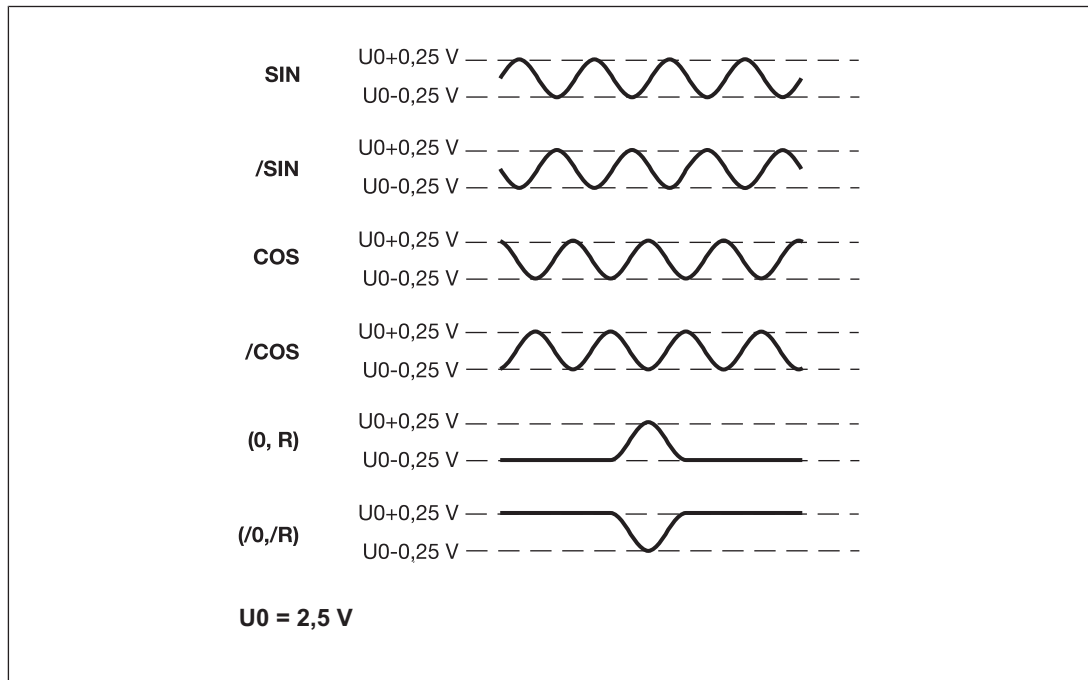 U0+0,25 V
SIN
U0-0,25 V
U0+0,25 V
/SIN
U0-0,25 V
U0+0,25 V
COS
U0-0,25 V
U0+0,25 V
/COS
U0-0,25 V
U0+0,25 V
(0, R)
U0-0,25 V
U0+0,25 V
(/0,/R)
U0-0,25 V
U0 = 2,5 V